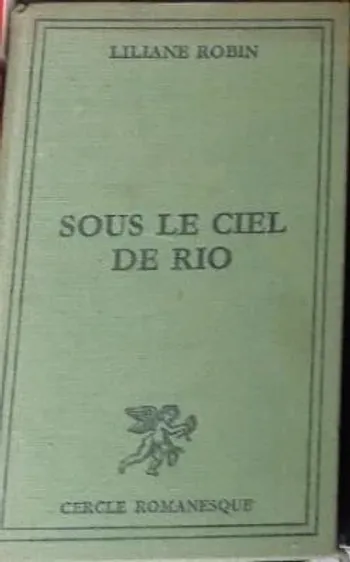 LILIANE ROBIN
SOUS LE CIEL
DE RIO
CERCLE ROMANESQUE